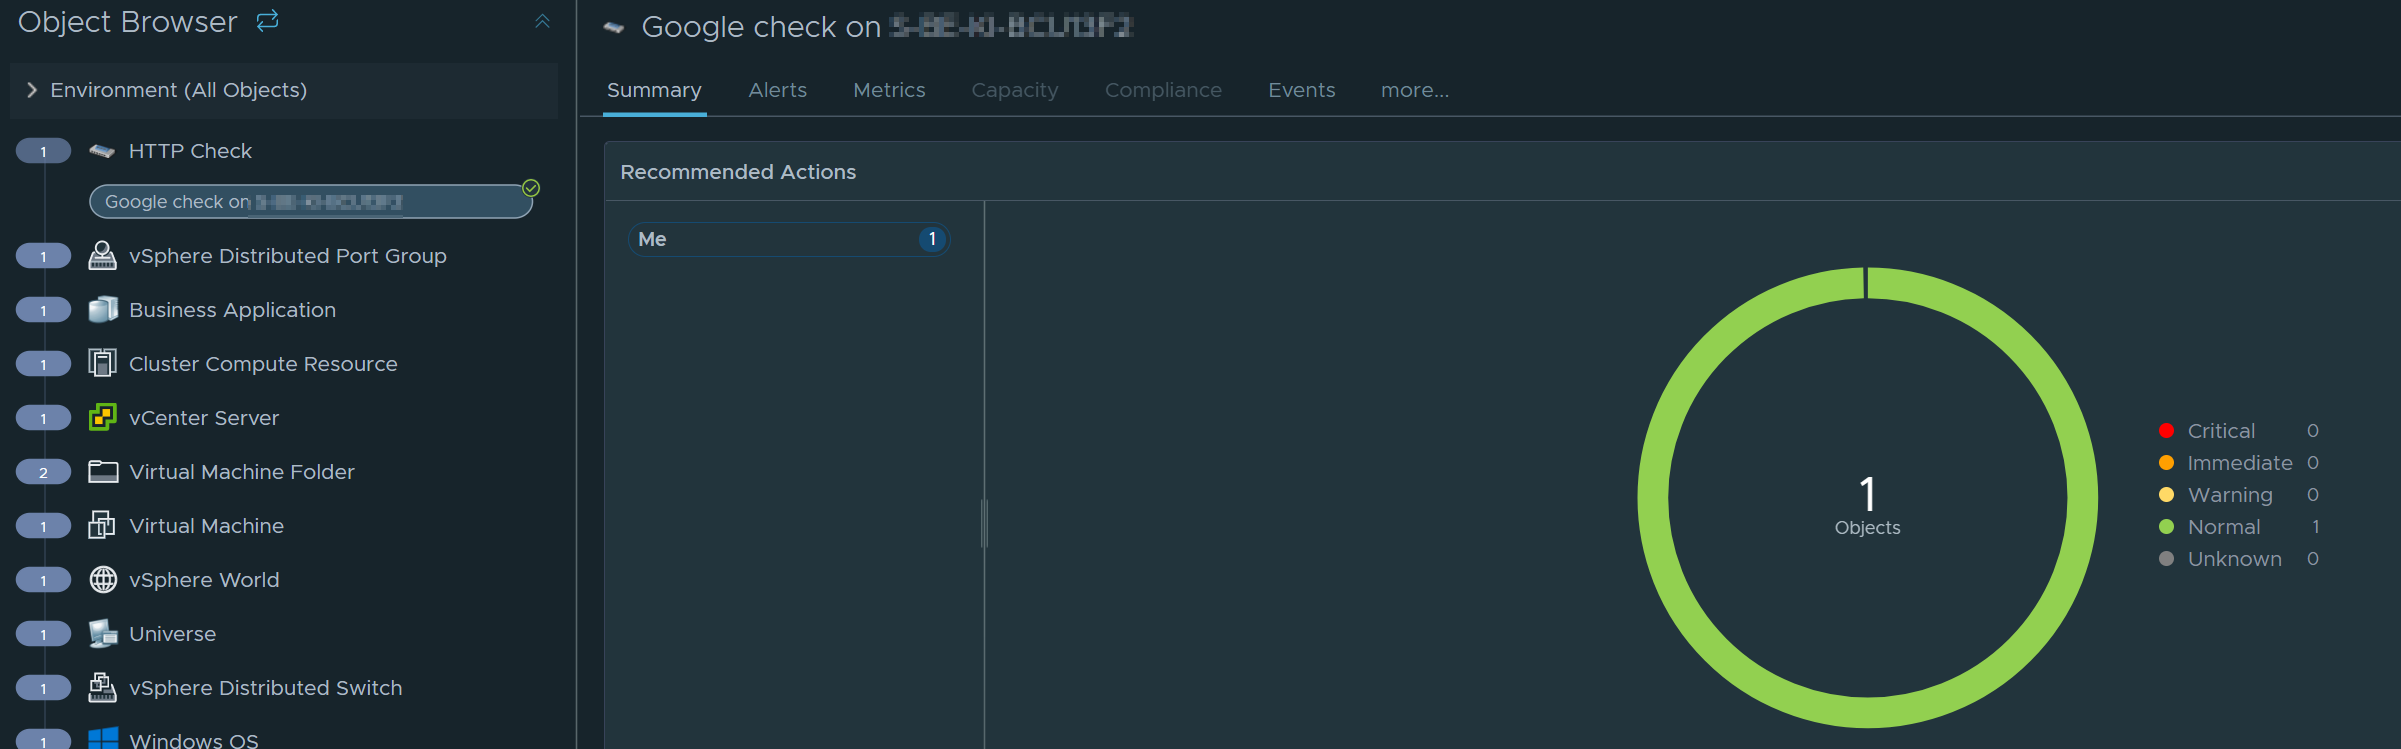 Object Browser
Environment (All Objects)
1 HTTP Check
Google check on
1 vSphere Distributed Port Group
1 Business Application
1 Cluster Compute Resource
1 vCenter Server
2 Virtual Machine Folder
1 Virtual Machine
1 vSphere World
1 Universe
1 vSphere Distributed Switch
1 Windows OS
Google check on
Summary Alerts Metrics Capacity Compliance Events more...
Recommended Actions
Me 1
1
Objects
Critical 0
Immediate 0
Warning 0
Normal 1
Unknown 0